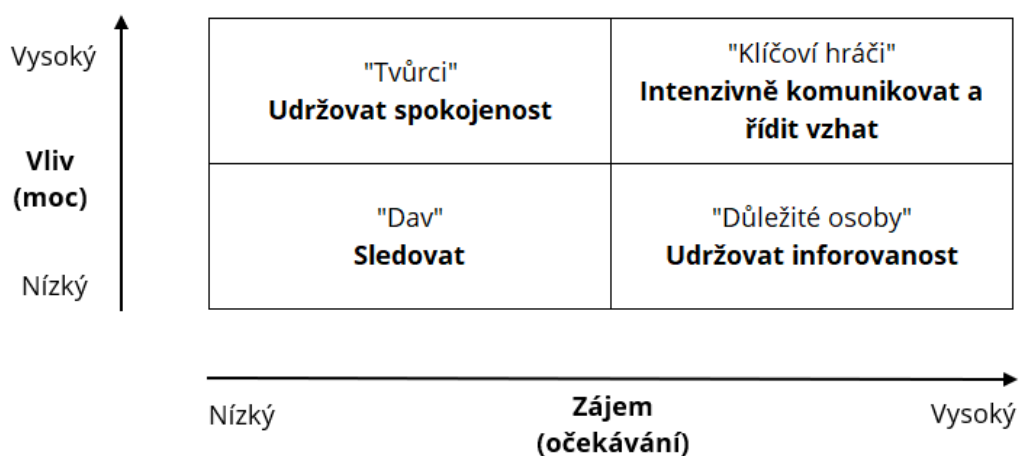 Vysoký
Vliv
(moc)
Nízký
"Tvůrci"
Udržovat spokojenost
"Klíčoví hráči"
Intenzivně komunikovat a
řídit vzhat
"Dav"
Sledovat
"Důležité osoby"
Udržovat inforovanost
Nízký
Zájem
(očekávání)
Vysoký